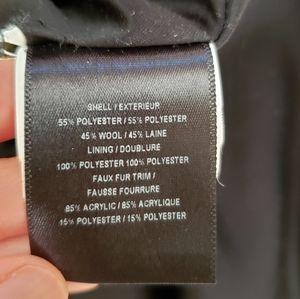 SHELL / EXTERIEUR
55% POLYESTER / 55% POLYESTER
45% WOOL / 45% LAINE
LINING / DOUBLURE
100% POLYESTER 100% POLYESTER
FAUX FUR TRIM /
FAUSSE FOURRURE
85% ACRYLIC / 85% ACRYLIQUE
15% POLYESTER / 15% POLYESTER